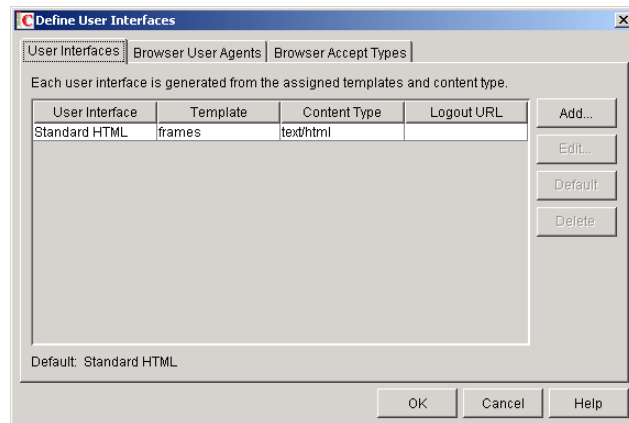 Define User Interfaces
User Interfaces Browser User Agents Browser Accept Types
Each user interface is generated from the assigned templates and content type.
User Interface Template Content Type Logout URL
Standard HTML frames text/html
Add...
Edit...
Default
Delete
Default: Standard HTML
OK Cancel Help